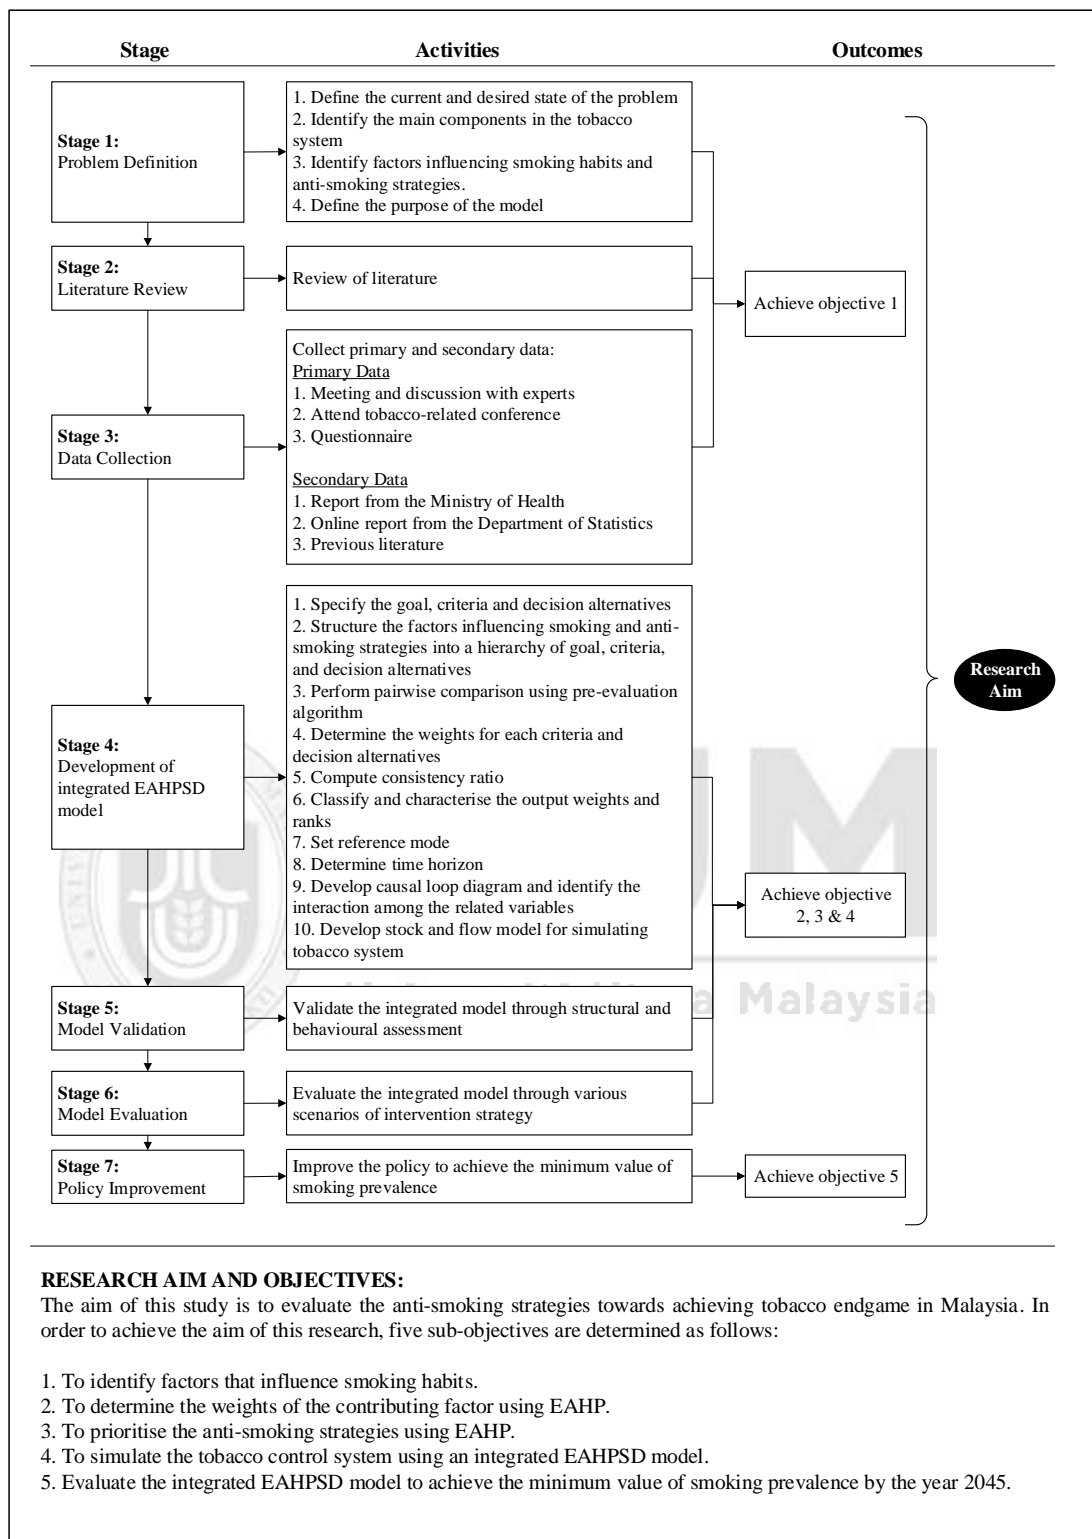 Stage
Activities
Outcomes
Stage 1:
Problem Definition
1. Define the current and desired state of the problem
2. Identify the main components in the tobacco
system
3. Identify factors influencing smoking habits and
anti-smoking strategies.
4. Define the purpose of the model
Stage 2:
Literature Review
Review of literature
Achieve objective 1
Stage 3:
Data Collection
Collect primary and secondary data:
Primary Data
1. Meeting and discussion with experts
2. Attend tobacco-related conference
3. Questionnaire
Secondary Data
1. Report from the Ministry of Health
2. Online report from the Department of Statistics
3. Previous literature
Stage 4:
Development of
integrated EAHPSD
model
1. Specify the goal, criteria and decision alternatives
2. Structure the factors influencing smoking and anti-
smoking strategies into a hierarchy of goal, criteria,
and decision alternatives
3. Perform pairwise comparison using pre-evaluation
algorithm
4. Determine the weights for each criteria and
decision alternatives
5. Compute consistency ratio
6. Classify and characterise the output weights and
ranks
7. Set reference mode
8. Determine time horizon
9. Develop causal loop diagram and identify the
interaction among the related variables
10. Develop stock and flow model for simulating
tobacco system
Achieve objective
2, 3 & 4
Research
Aim
Stage 5:
Model Validation
Validate the integrated model through structural and
behavioural assessment
Malaysia
Stage 6:
Model Evaluation
Evaluate the integrated model through various
scenarios of intervention strategy
Stage 7:
Policy Improvement
Improve the policy to achieve the minimum value of
smoking prevalence
Achieve objective 5
RESEARCH AIM AND OBJECTIVES:
The aim of this study is to evaluate the anti-smoking strategies towards achieving tobacco endgame in Malaysia. In
order to achieve the aim of this research, five sub-objectives are determined as follows:
1. To identify factors that influence smoking habits.
2. To determine the weights of the contributing factor using EAHP.
3. To prioritise the anti-smoking strategies using EAHP.
4. To simulate the tobacco control system using an integrated EAHPSD model.
5. Evaluate the integrated EAHPSD model to achieve the minimum value of smoking prevalence by the year 2045.